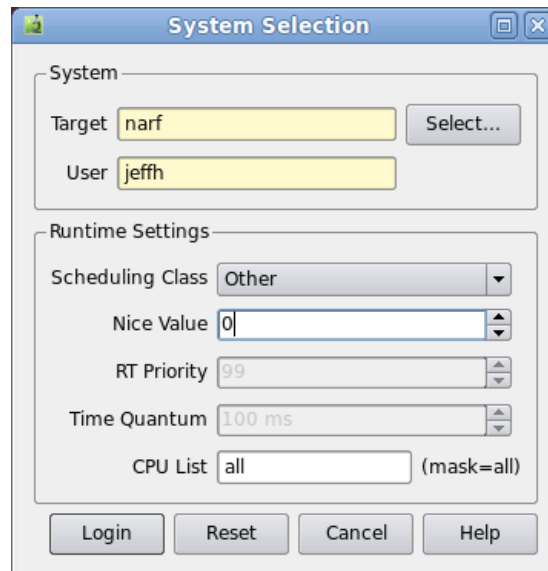 System Selection
System
Target narf Select...
User jeffh
Runtime Settings
Scheduling Class Other
Nice Value 0
RT Priority 99
Time Quantum 100 ms
CPU List all (mask=all)
Login Reset Cancel Help